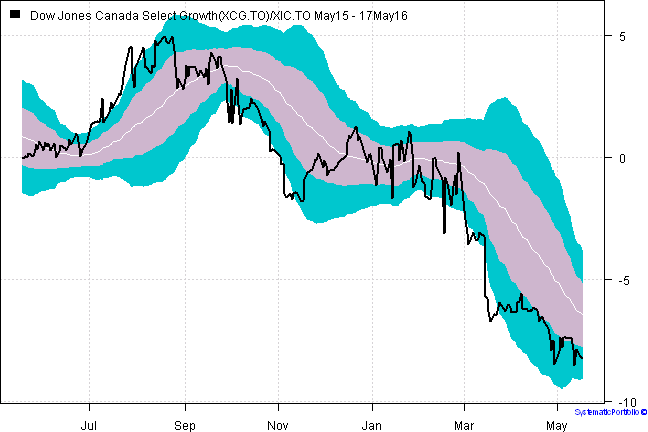 Dow Jones Canada Select Growth(XCG.TO)/XIC.TO May15 - 17May16
5
0
-5
-10
SystematicPortfolio ©
Jul Sep Nov Jan Mar May